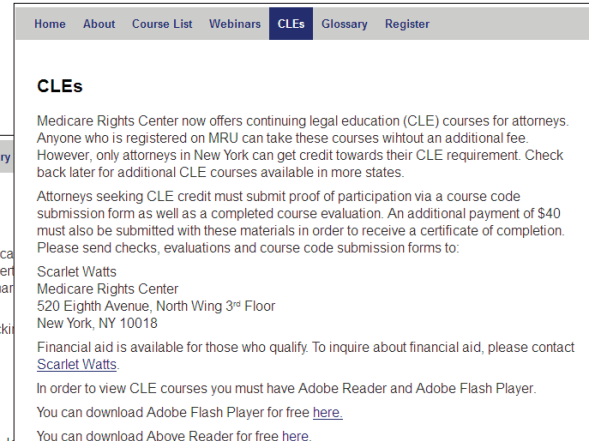 Home About Course List Webinars CLEs Glossary Register
CLEs
Medicare Rights Center now offers continuing legal education (CLE) courses for attorneys.
Anyone who is registered on MRU can take these courses wihtout an additional fee.
However, only attorneys in New York can get credit towards their CLE requirement. Check
back later for additional CLE courses available in more states.
Attorneys seeking CLE credit must submit proof of participation via a course code
submission form as well as a completed course evaluation. An additional payment of $40
must also be submitted with these materials in order to receive a certificate of completion.
Please send checks, evaluations and course code submission forms to:
Scarlet Watts
Medicare Rights Center
520 Eighth Avenue, North Wing 3rd Floor
New York, NY 10018
Financial aid is available for those who qualify. To inquire about financial aid, please contact
Scarlet Watts.
In order to view CLE courses you must have Adobe Reader and Adobe Flash Player.
You can download Adobe Flash Player for free here.
You can download Above Reader for free here.